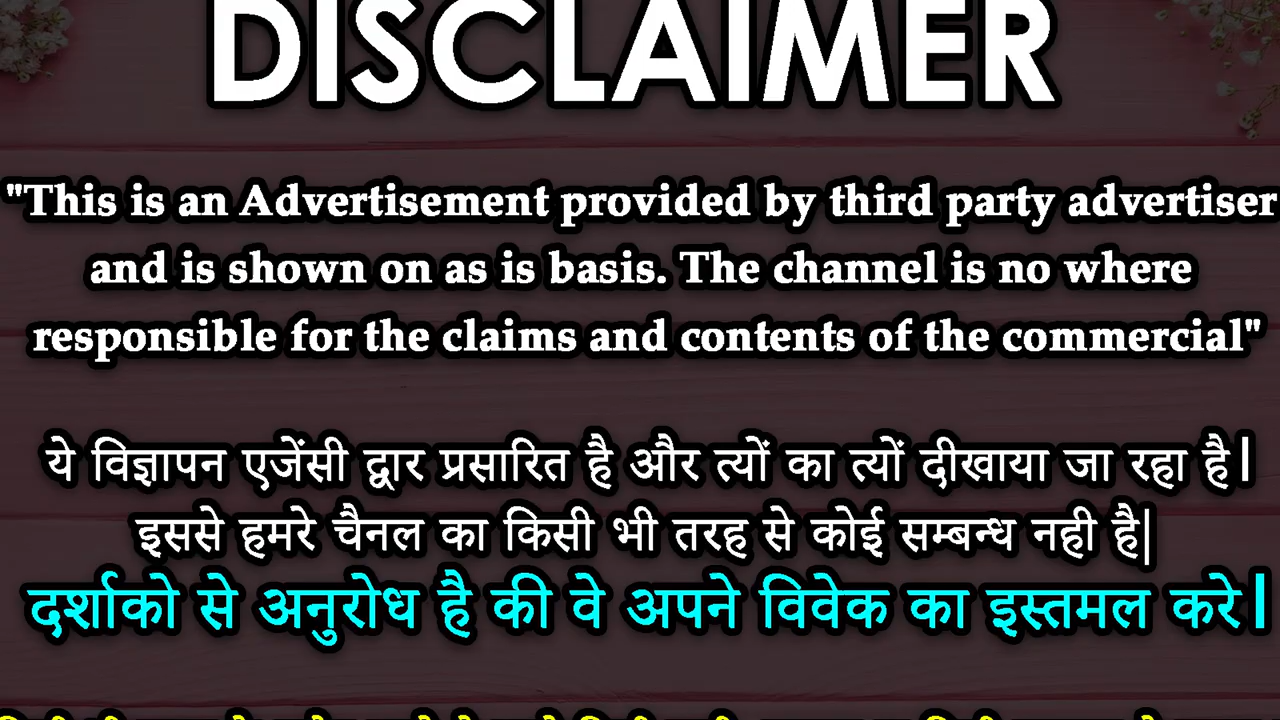 DISCLAIMER
"This is an Advertisement provided by third party advertiser
and is shown on as is basis. The channel is no where
responsible for the claims and contents of the commercial"
ये विज्ञापन एजेंसी द्वार प्रसारित है और त्यों का त्यों दीखाया जा रहा है।
इससे हमरे चैनल का किसी भी तरह से कोई सम्बन्ध नही है|
दर्शाको से अनुरोध है की वे अपने विवेक का इस्तमल करे।